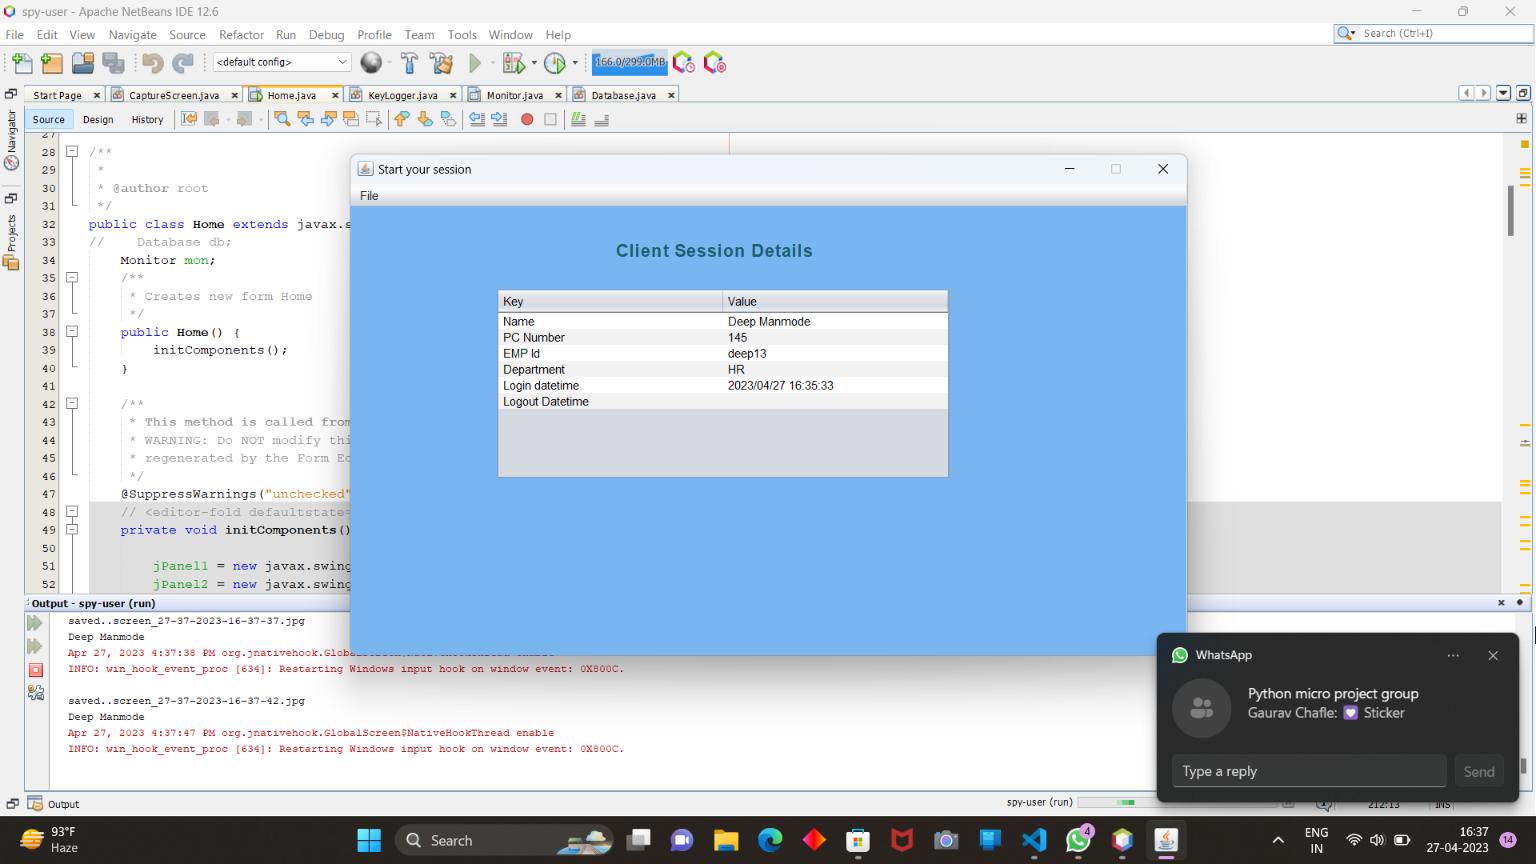 spy-user - Apache NetBeans IDE 12.6
File Edit View Navigate Source Refactor Run Debug Profile Team Tools Window Help
Search (Ctrl+I)
<default config>
166.0/299.0MB
Start Page
CaptureScreen.java
Home.java
KeyLogger.java
Monitor.java
Database.java
Navigator
Projects
Source Design History
27
28 /**
29 *
30 * @author root
31 */
32 public class Home extends javax.s
33 // Database db;
34 Monitor mon;
35 /**
36 * Creates new form Home
37 */
38 public Home() {
39 initComponents();
40 }
41
42 /**
43 * This method is called from
44 * WARNING: Do NOT modify thi
45 * regenerated by the Form Ed
46 */
47 @SuppressWarnings("unchecked"
48 // <editor-fold defaultstate=
49 private void initComponents()
50
51 jPanel1 = new javax.swing
52 jPanel2 = new javax.swing
Start your session
File
Client Session Details
Key Value
Name Deep Manmode
PC Number 145
EMP Id deep13
Department HR
Login datetime 2023/04/27 16:35:33
Logout Datetime
Output - spy-user (run)
saved..screen_27-37-2023-16-37-37.jpg
Deep Manmode
Apr 27, 2023 4:37:38 PM org.jnativehook.GlobalScreen$NativeHookThread enable
INFO: win_hook_event_proc [634]: Restarting Windows input hook on window event: 0X800C.
saved..screen_27-37-2023-16-37-42.jpg
Deep Manmode
Apr 27, 2023 4:37:47 PM org.jnativehook.GlobalScreen$NativeHookThread enable
INFO: win_hook_event_proc [634]: Restarting Windows input hook on window event: 0X800C.
Output
spy-user (run)
212:13 INS
WhatsApp
Python micro project group
Gaurav Chafle: Sticker
Type a reply
Send
93°F
Haze
Search
4
ENG
IN
16:37
27-04-2023
14